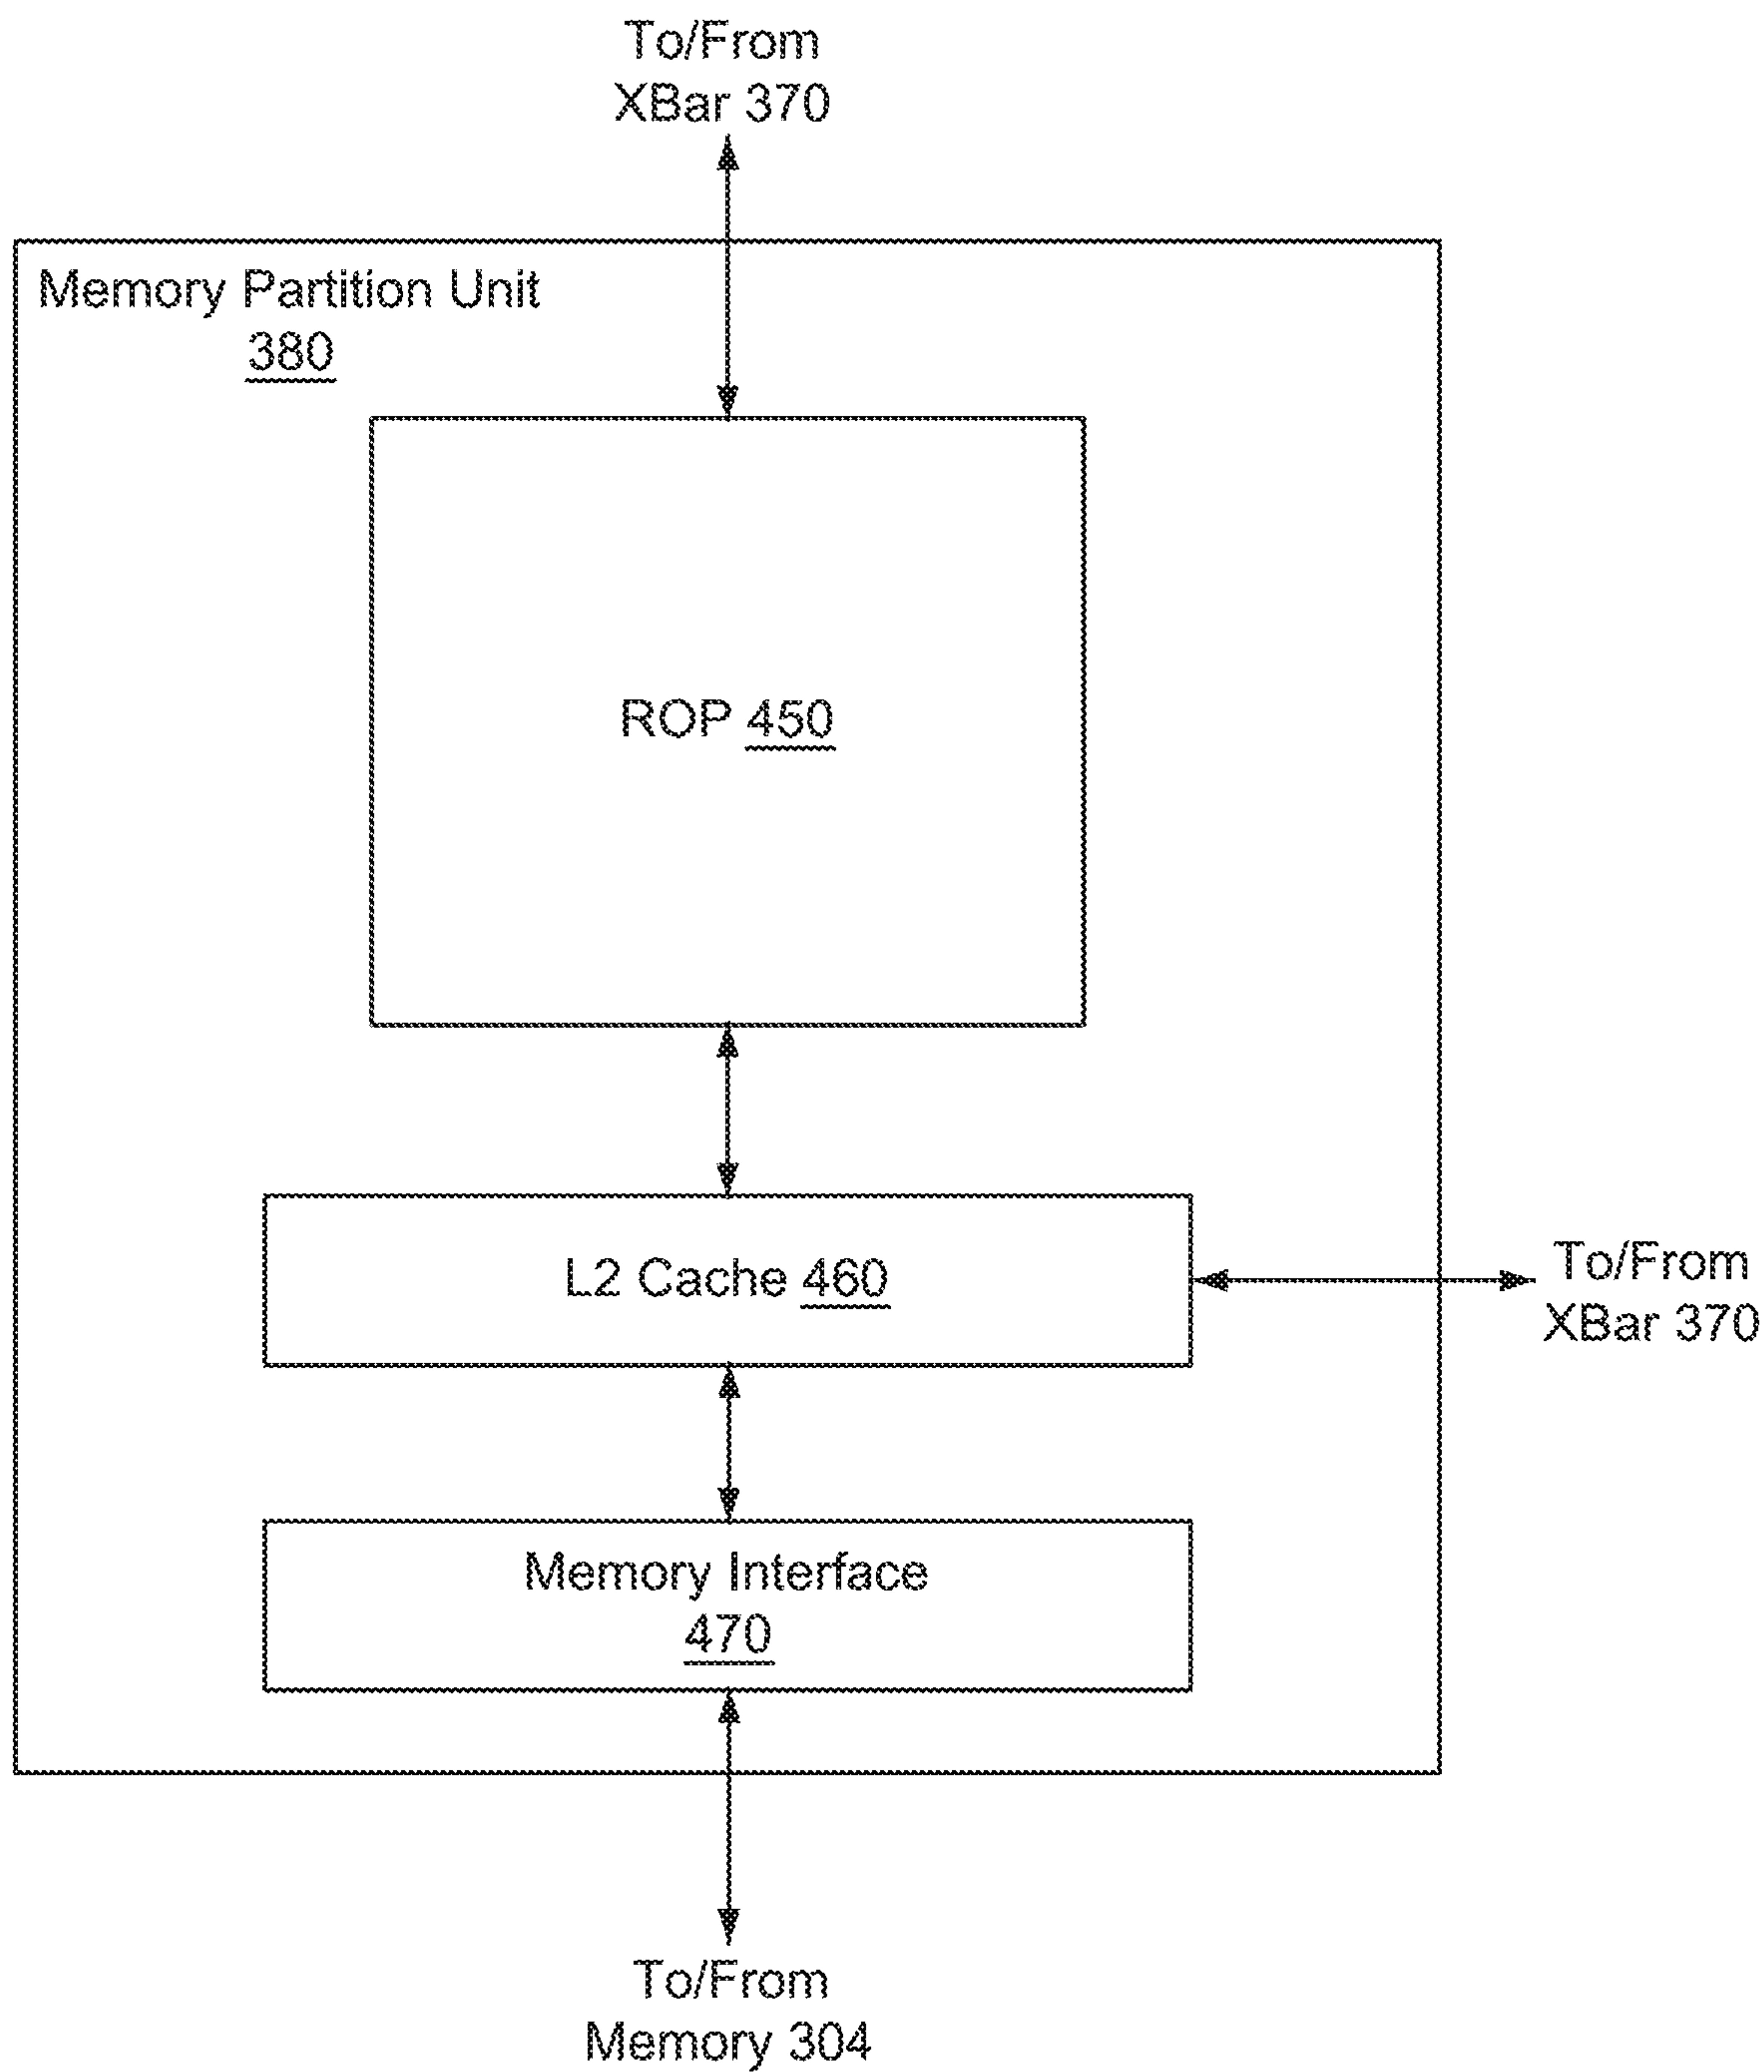 To/From
XBar 370
Memory Partition Unit
380
ROP 450
L2 Cache 460
To/From
XBar 370
Memory Interface
470
To/From
Memory 304